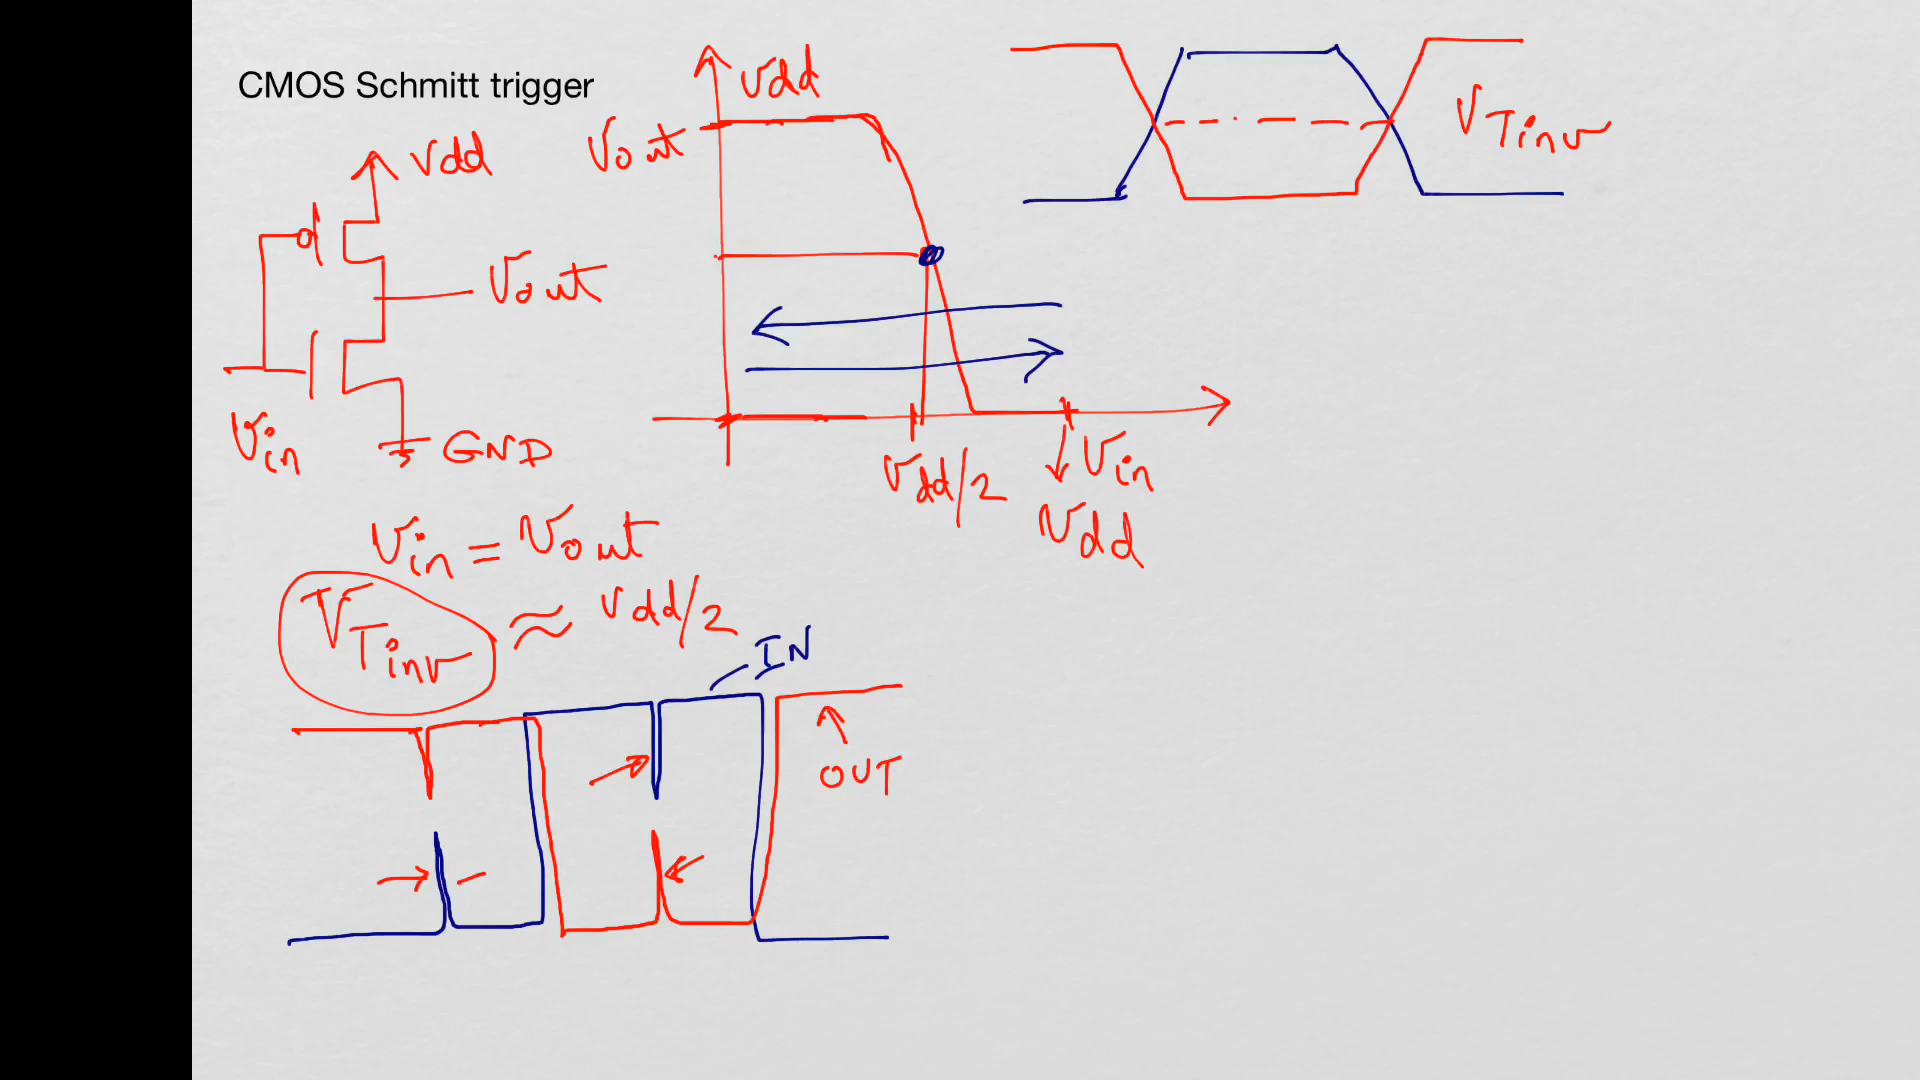 CMOS Schmitt trigger
Vdd
Vout
Vin
GND
Vdd
Vout
Vdd/2
Vin
Vdd
VTinv
Vin = Vout
VTinv ≈ Vdd/2
IN
OUT